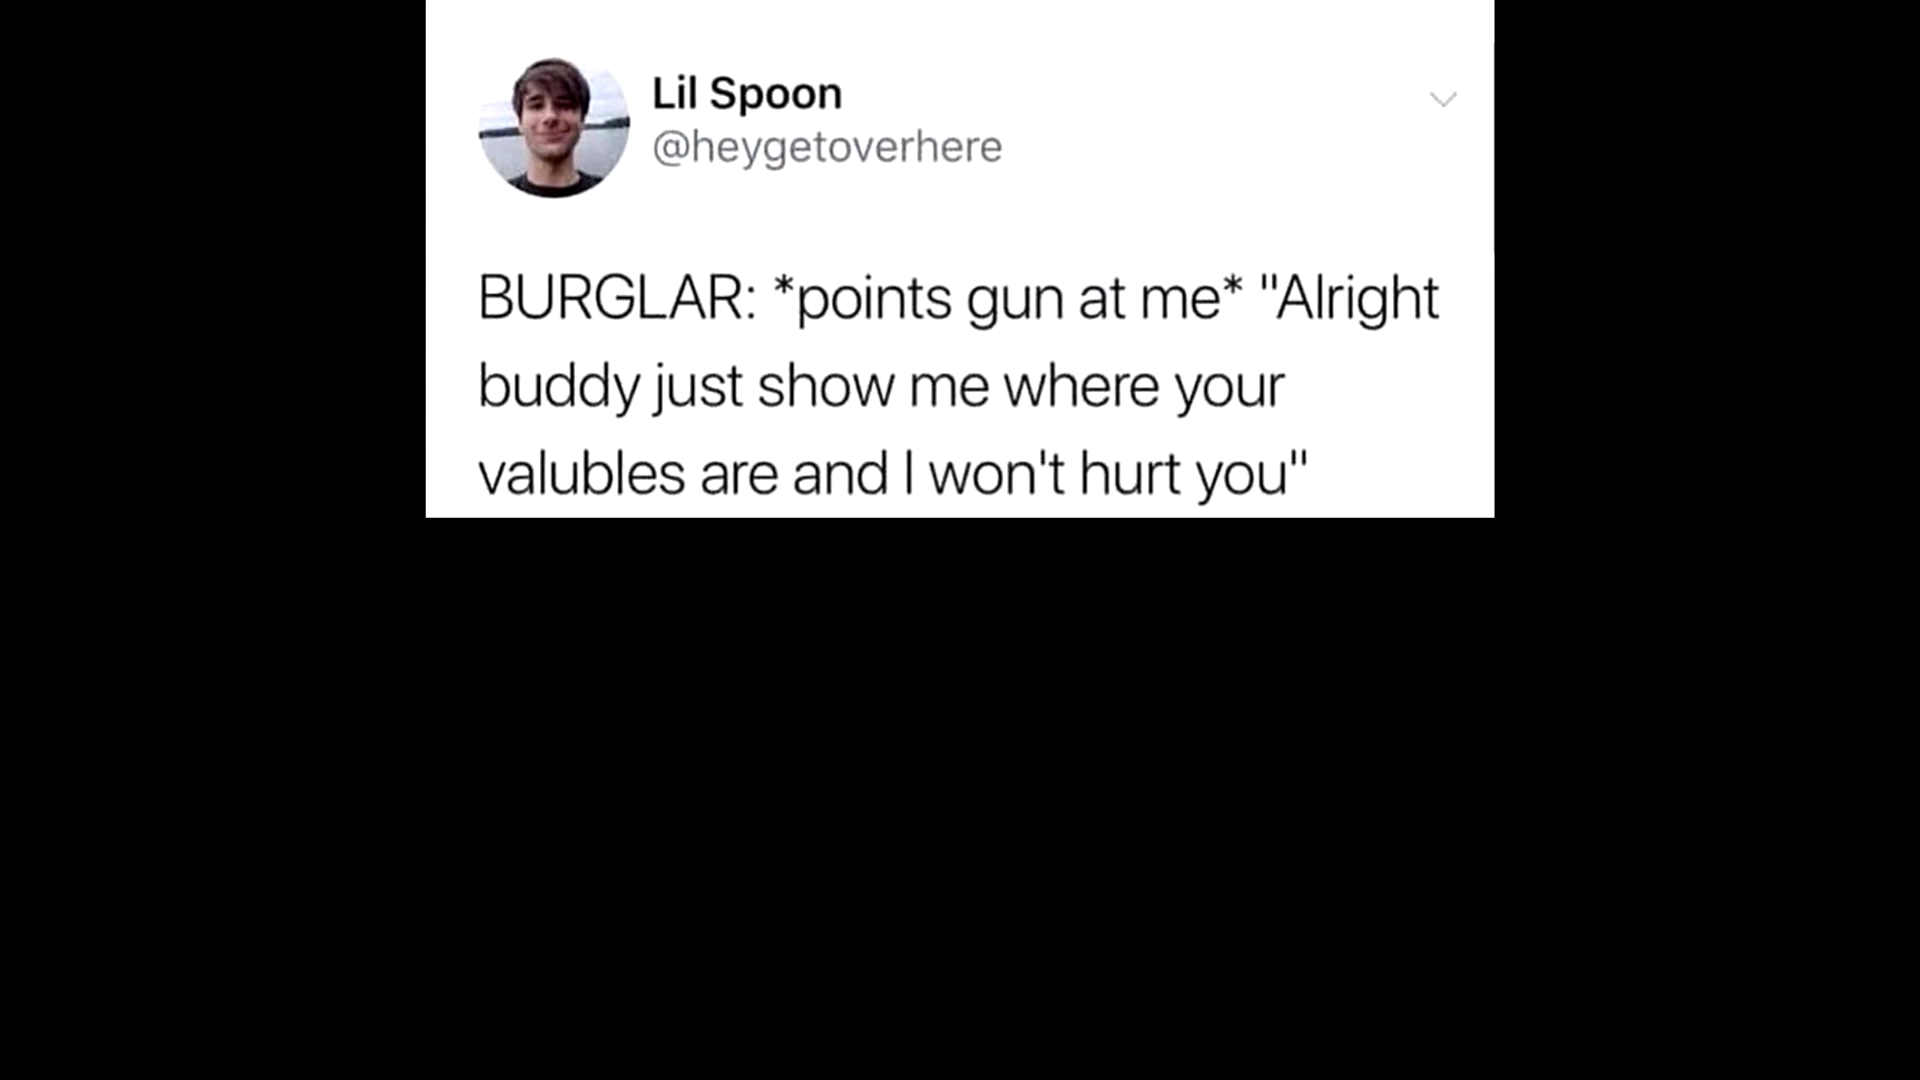 Lil Spoon
@heygetoverhere
BURGLAR: *points gun at me* "Alright
buddy just show me where your
valubles are and I won't hurt you"